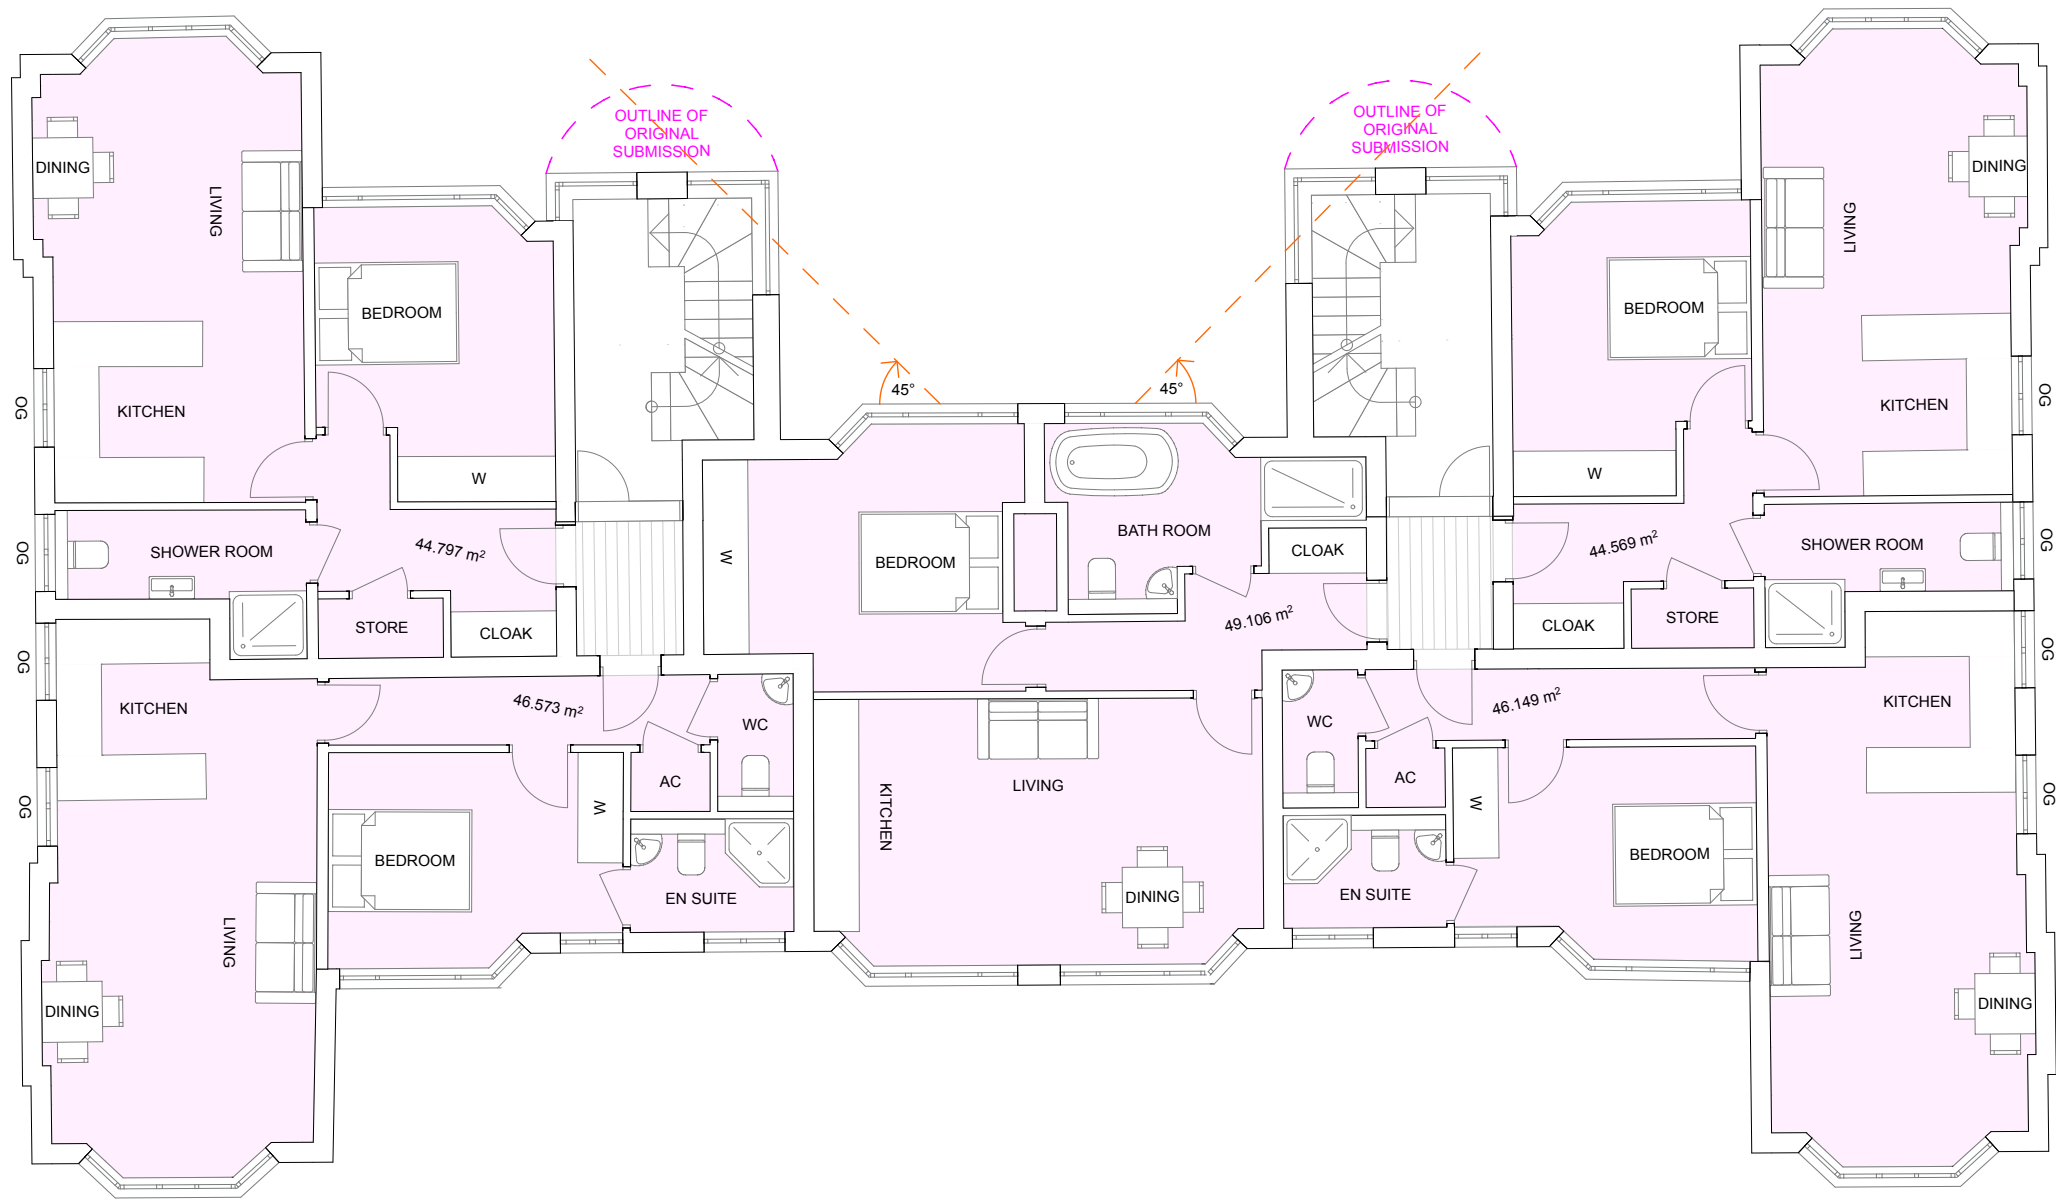 OUTLINE OF
ORIGINAL
SUBMISSION
OUTLINE OF
ORIGINAL
SUBMISSION
DINING
LIVING
BEDROOM
KITCHEN
OG
W
45°
45°
BEDROOM
LIVING
DINING
KITCHEN
OG
W
SHOWER ROOM
OG
44.797 m²
STORE
CLOAK
W
BEDROOM
BATH ROOM
CLOAK
49.106 m²
44.569 m²
SHOWER ROOM
OG
CLOAK
STORE
OG
KITCHEN
46.573 m²
WC
AC
OG
BEDROOM
W
EN SUITE
LIVING
DINING
KITCHEN
LIVING
DINING
WC
AC
46.149 m²
W
EN SUITE
BEDROOM
KITCHEN
OG
OG
LIVING
DINING